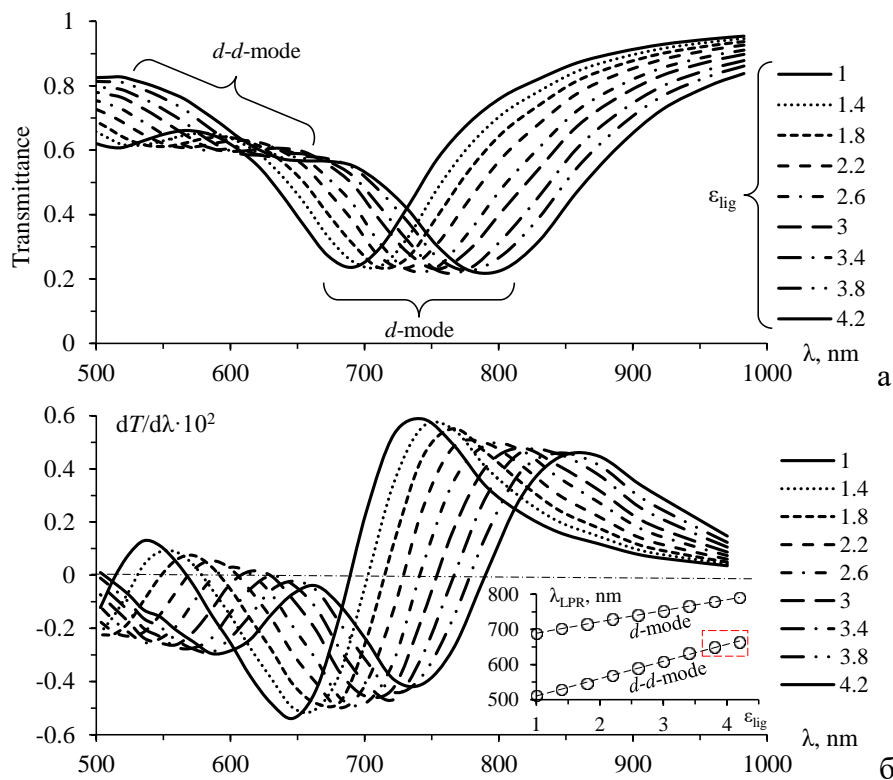 1
0.8
0.6
0.4
0.2
0
Transmittance
d-d-mode
d-mode
500 600 700 800 900 1000
λ, nm
ε_lig
1
1.4
1.8
2.2
2.6
3
3.4
3.8
4.2
а
0.6
0.4
0.2
0
-0.2
-0.4
-0.6
dT/dλ·10²
500 600 700 800 900 1000
λ, nm
800
700
600
500
λ_LPR, nm
d-mode
d-d-mode
1 2 3 4 ε_lig
1
1.4
1.8
2.2
2.6
3
3.4
3.8
4.2
б